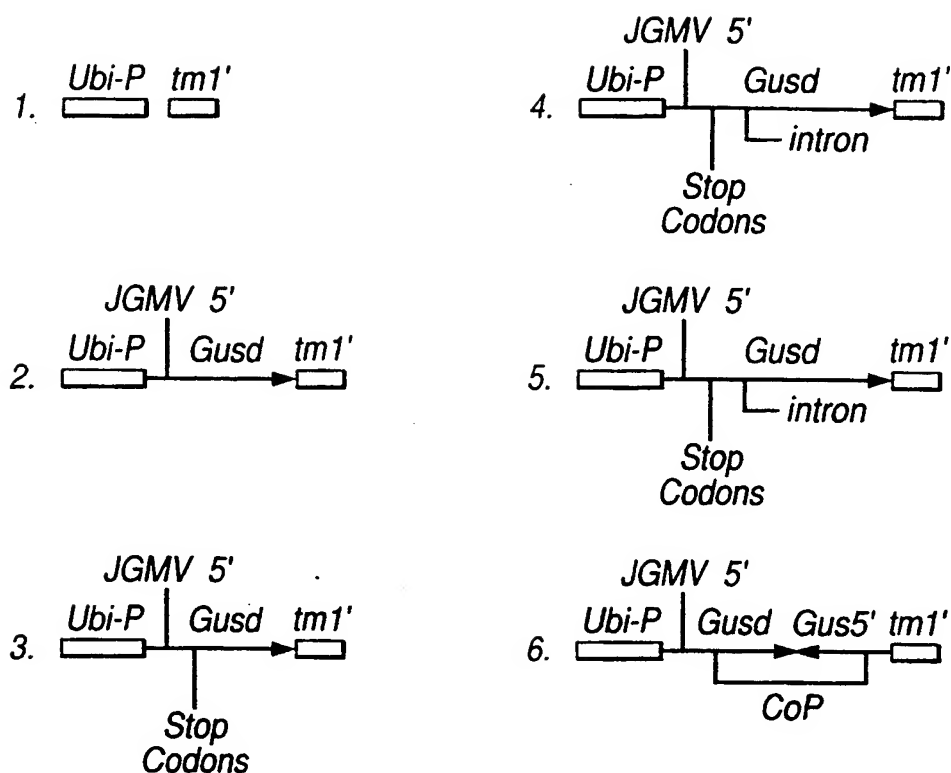 1.
Ubi-P tm1'
2.
JGMV 5'
Ubi-P Gusd tm1'
3.
JGMV 5'
Ubi-P Gusd tm1'
Stop
Codons
4.
JGMV 5'
Ubi-P Gusd tm1'
intron
Stop
Codons
5.
JGMV 5'
Ubi-P Gusd tm1'
intron
Stop
Codons
6.
JGMV 5'
Ubi-P Gusd Gus5' tm1'
CoP